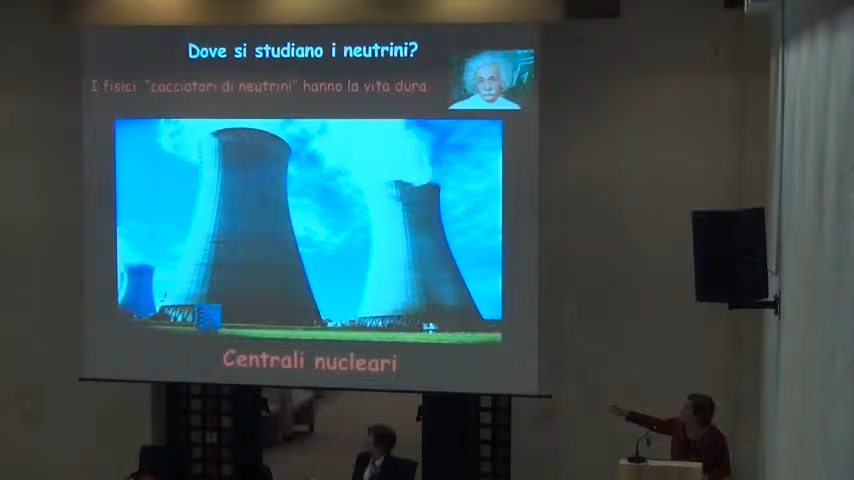 Dove si studiano i neutrini?
I fisici "cacciatori di neutrini" hanno la vita dura
Centrali nucleari